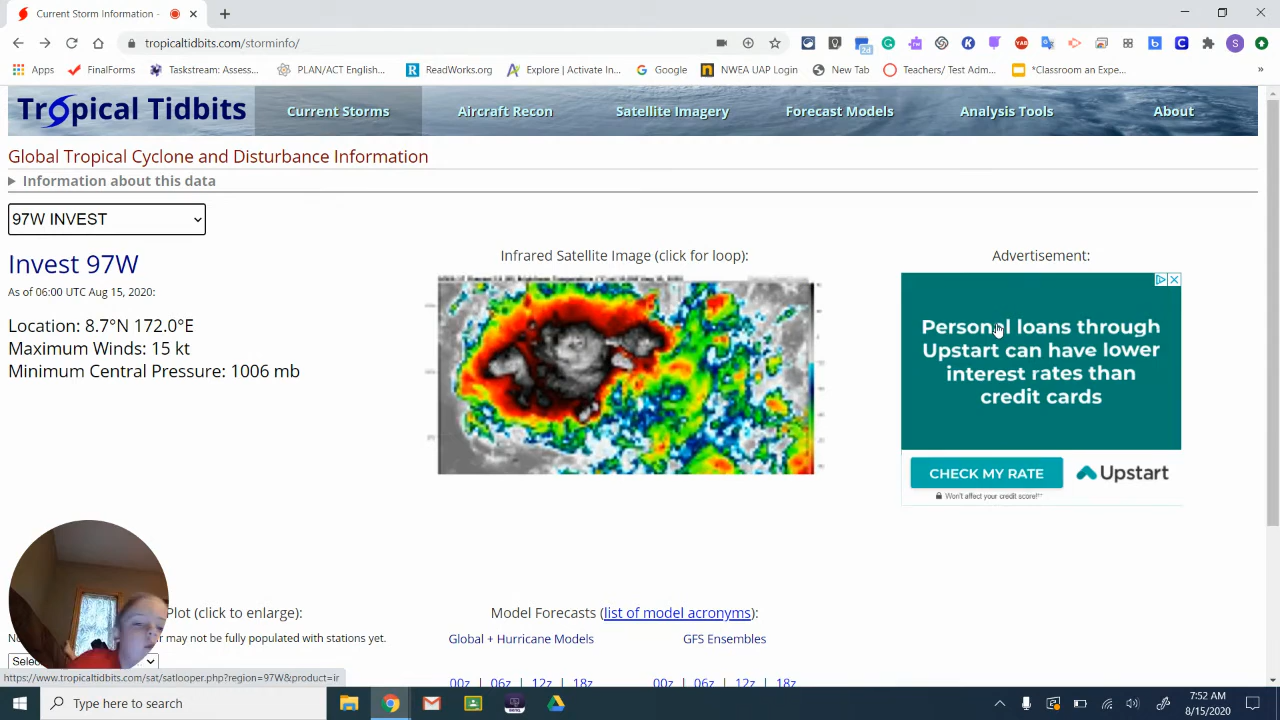 Current Storm Information -
tropicaltidbits.com/storminfo/
2d
YAB
S
Apps
FinalForms
Taskstream: Assess...
PLAN/ACT English...
ReadWorks.org
Explore | Activate In...
Google
NWEA UAP Login
New Tab
Teachers/ Test Adm...
*Classroom an Expe...
»
Tropical Tidbits
Current Storms
Aircraft Recon
Satellite Imagery
Forecast Models
Analysis Tools
About
Global Tropical Cyclone and Disturbance Information
Information about this data
97W INVEST
Invest 97W
As of 06:00 UTC Aug 15, 2020:
Location: 8.7°N 172.0°E
Maximum Winds: 15 kt
Minimum Central Pressure: 1006 mb
Infrared Satellite Image (click for loop):
Advertisement:
Personal loans through
Upstart can have lower
interest rates than
credit cards
CHECK MY RATE
Upstart
Won't affect your credit score!*
Plot (click to enlarge):
may not be fully populated with stations yet.
Model Forecasts (list of model acronyms):
Global + Hurricane Models
GFS Ensembles
00z | 06z | 12z | 18z
00z | 06z | 12z | 18z
https://www.tropicaltidbits.com/sat/satlooper.php?region=97W&product=ir
Type here to search
7:52 AM
8/15/2020